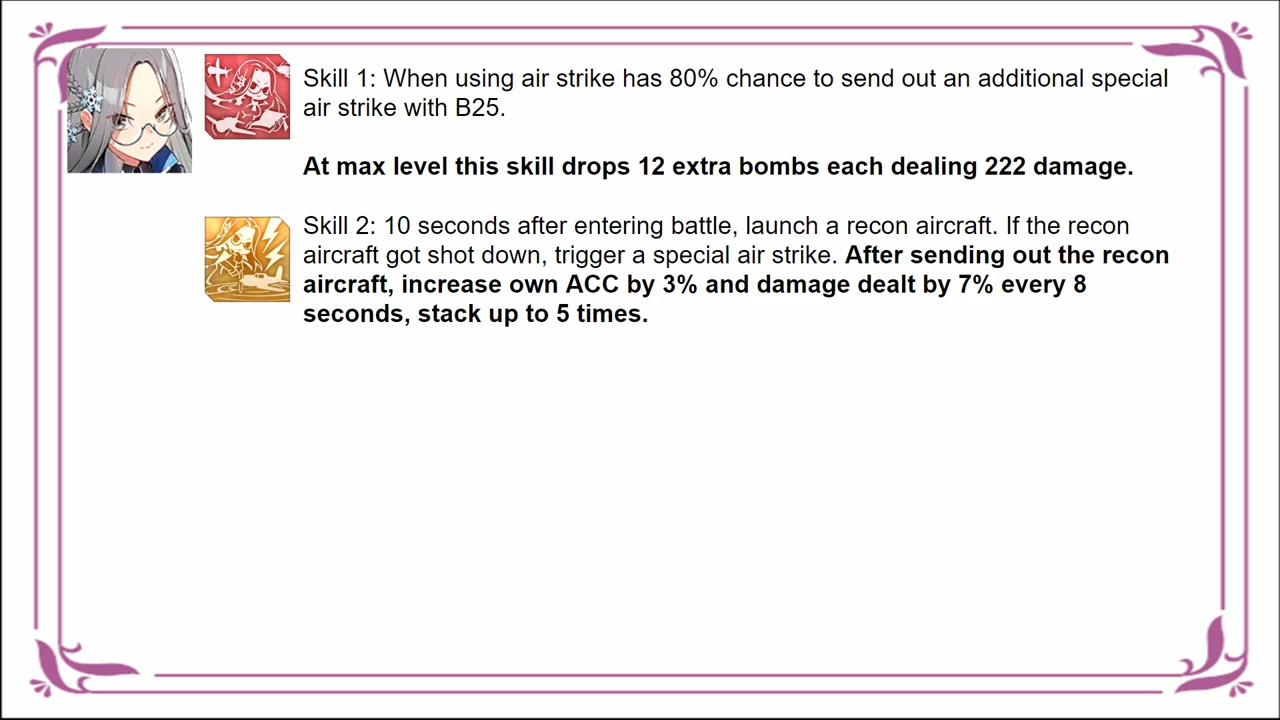 Skill 1: When using air strike has 80% chance to send out an additional special
air strike with B25.
At max level this skill drops 12 extra bombs each dealing 222 damage.
Skill 2: 10 seconds after entering battle, launch a recon aircraft. If the recon
aircraft got shot down, trigger a special air strike. After sending out the recon
aircraft, increase own ACC by 3% and damage dealt by 7% every 8
seconds, stack up to 5 times.